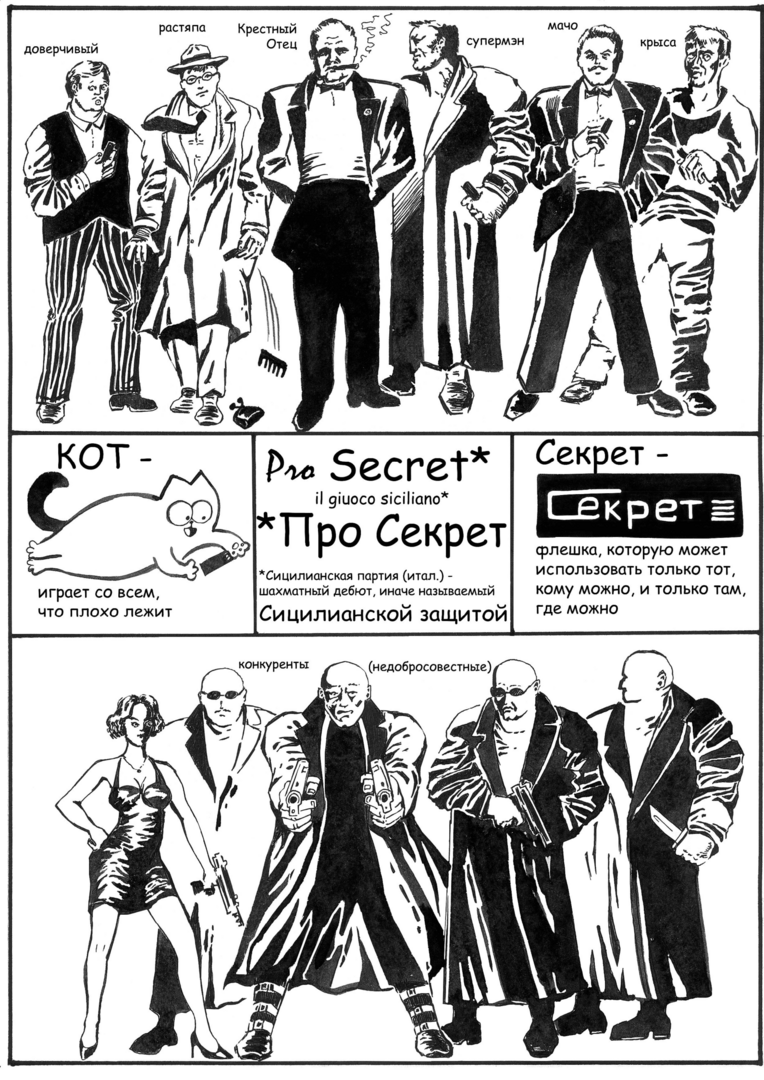 доверчивый
растяпа
Крестный
Отец
супермэн
мачо
крыса
КОТ -
играет со всем,
что плохо лежит
Pro Secret*
il giuoco siciliano*
*Про Секрет
*Сицилианская партия (итал.) -
шахматный дебют, иначе называемый
Сицилианской защитой
Секрет -
Секрет
флешка, которую может
использовать только тот,
кому можно, и только там,
где можно
конкуренты
(недобросовестные)